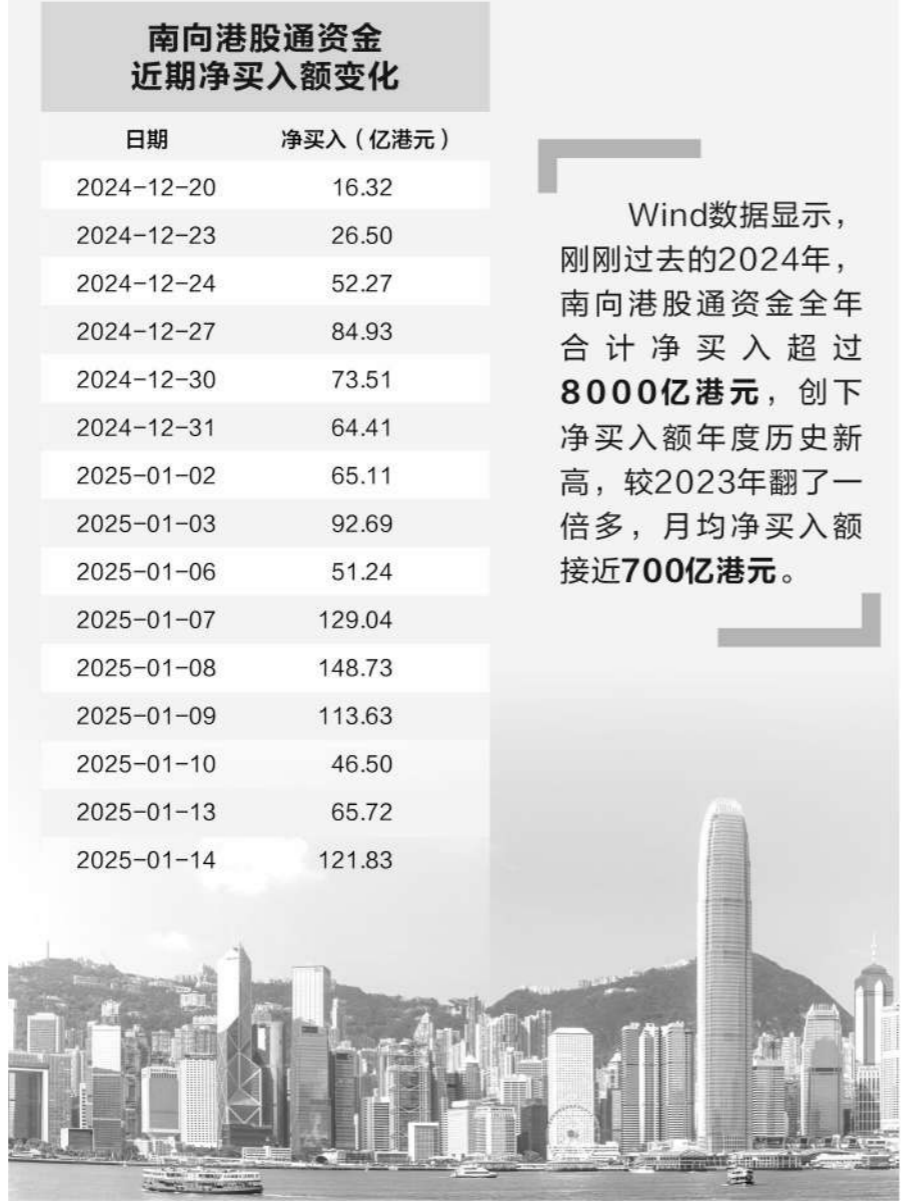 南向港股通资金
近期净买入额变化
日期 净买入（亿港元）
2024-12-20 16.32
2024-12-23 26.50
2024-12-24 52.27
2024-12-27 84.93
2024-12-30 73.51
2024-12-31 64.41
2025-01-02 65.11
2025-01-03 92.69
2025-01-06 51.24
2025-01-07 129.04
2025-01-08 148.73
2025-01-09 113.63
2025-01-10 46.50
2025-01-13 65.72
2025-01-14 121.83
Wind数据显示，
刚刚过去的2024年，
南向港股通资金全年
合计净买入超过
8000亿港元，创下
净买入额年度历史新
高，较2023年翻了一
倍多，月均净买入额
接近700亿港元。